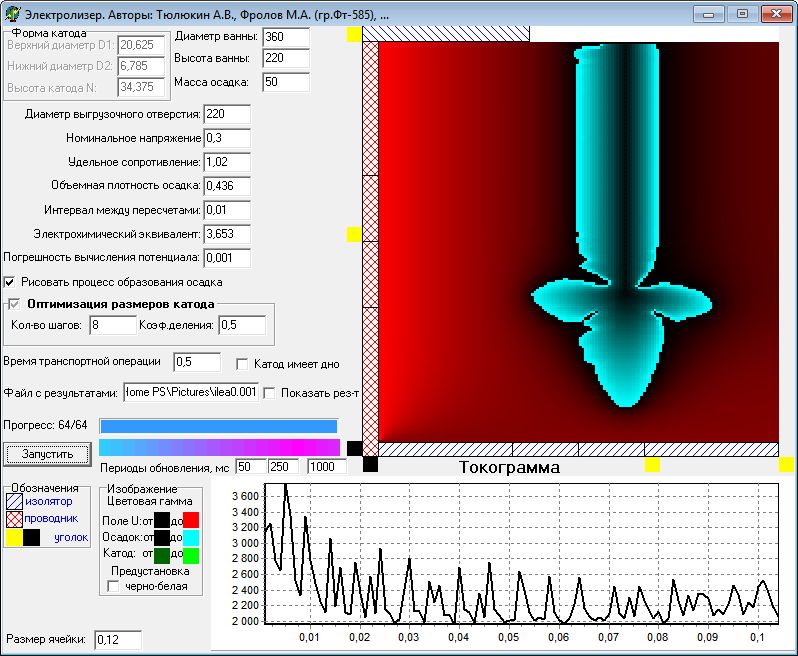 Электролизер. Авторы: Тюлюкин А.В., Фролов М.А. (гр.Фт-585), ...
Форма катода
Верхний диаметр D1: 20,625
Нижний диаметр D2: 6,785
Высота катода N: 34,375
Диаметр ванны: 360
Высота ванны: 220
Масса осадка: 50
Диаметр выгрузочного отверстия: 220
Номинальное напряжение 0,3
Удельное сопротивление: 1,02
Объемная плотность осадка: 0,436
Интервал между пересчетами: 0,01
Электрохимический эквивалент: 3,653
Погрешность вычисления потенциала: 0,001
Рисовать процесс образования осадка
Оптимизация размеров катода
Кол-во шагов: 8 Коэф.деления: 0,5
Время транспортной операции 0,5 Катод имеет дно
Файл с результатами: Home PS\Pictures\ilea0.001 Показать рез-т
Прогресс: 64/64
Запустить
Периоды обновления, мс 50 250 1000
Обозначения
изолятор
проводник
уголок
Изображение
Цветовая гамма
Поле U: от до
Осадок: от до
Катод: от до
Предустановка
черно-белая
Размер ячейки: 0,12
Токограмма
3 600
3 400
3 200
3 000
2 800
2 600
2 400
2 200
2 000
0,01 0,02 0,03 0,04 0,05 0,06 0,07 0,08 0,09 0,1